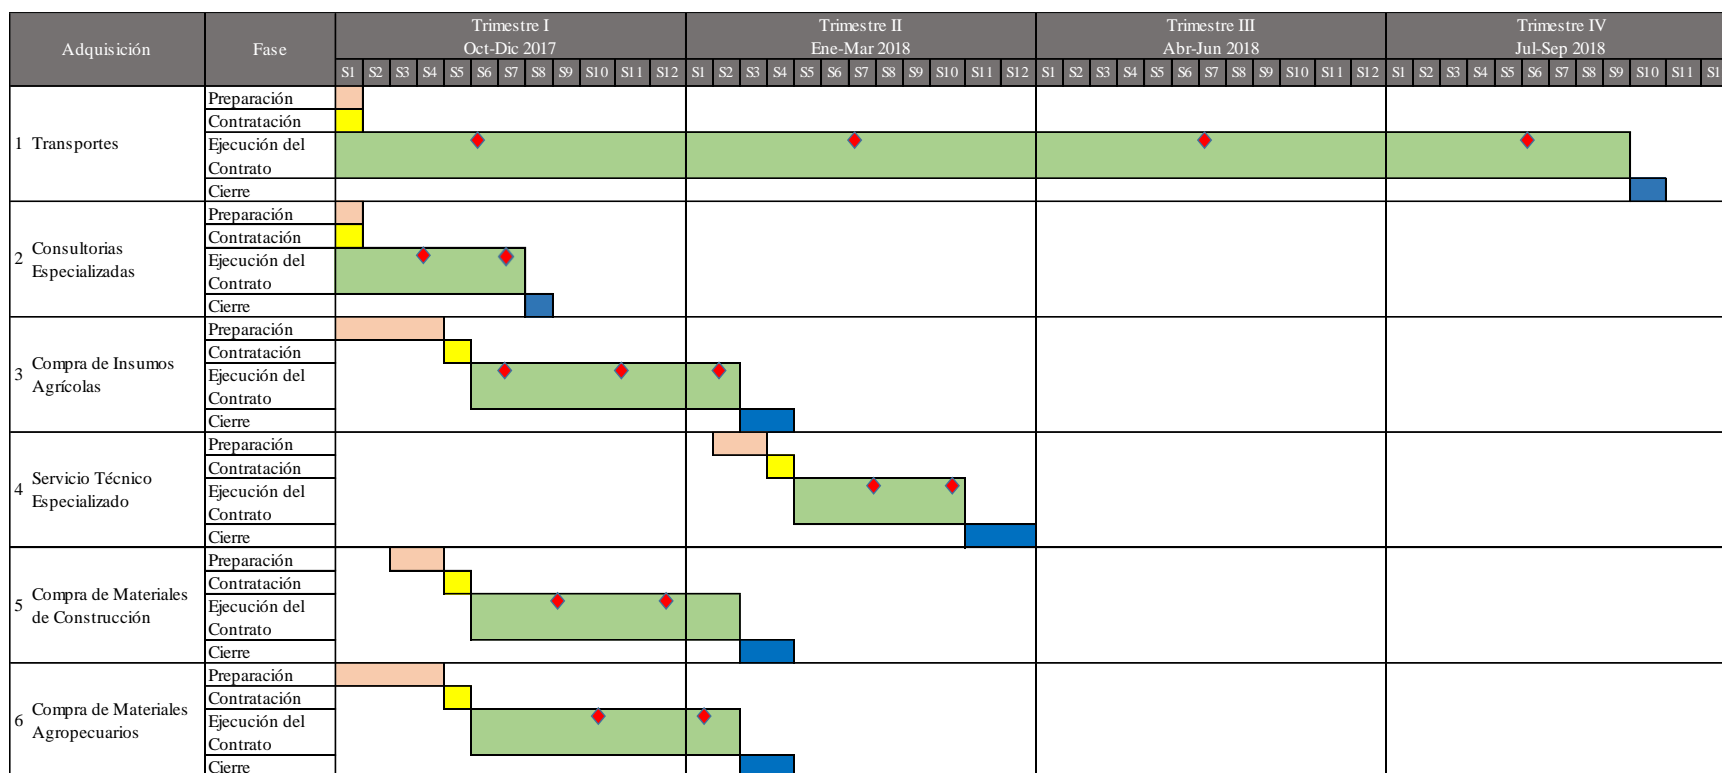 Adquisición
Fase
Trimestre I
Oct-Dic 2017
Trimestre II
Ene-Mar 2018
Trimestre III
Abr-Jun 2018
Trimestre IV
Jul-Sep 2018
S1 S2 S3 S4 S5 S6 S7 S8 S9 S10 S11 S12 S1 S2 S3 S4 S5 S6 S7 S8 S9 S10 S11 S12 S1 S2 S3 S4 S5 S6 S7 S8 S9 S10 S11 S12 S1 S2 S3 S4 S5 S6 S7 S8 S9 S10 S11 S1
1 Transportes
Preparación
Contratación
Ejecución del
Contrato
Cierre
2 Consultorias
Especializadas
Preparación
Contratación
Ejecución del
Contrato
Cierre
3 Compra de Insumos
Agrícolas
Preparación
Contratación
Ejecución del
Contrato
Cierre
4 Servicio Técnico
Especializado
Preparación
Contratación
Ejecución del
Contrato
Cierre
5 Compra de Materiales
de Construcción
Preparación
Contratación
Ejecución del
Contrato
Cierre
6 Compra de Materiales
Agropecuarios
Preparación
Contratación
Ejecución del
Contrato
Cierre